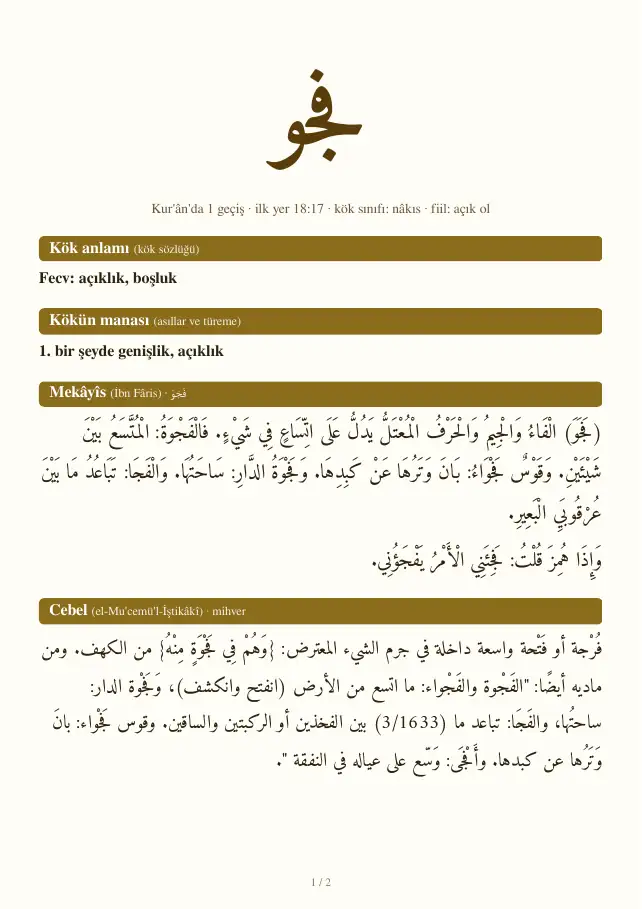 فجو
Kur'ân'da 1 geçiş · ilk yer 18:17 · kök sınıfı: nâkıs · fiil: açık ol
Kök anlamı (kök sözlüğü)
Fecv: açıklık, boşluk
Kökün manası (asıllar ve türeme)
1. bir şeyde genişlik, açıklık
Mekâyîs (İbn Fâris) · فَجَوَ
(فَجَوَ) الْفَاءُ وَالْجِيمُ وَالْحَرْفُ الْمُعْتَلُّ يَدُلُّ عَلَى اتِّسَاعٍ فِي شَيْءٍ. فَالْفَجْوَةُ: الْمُتَّسَعُ بَيْنَ
شَيْئَيْنِ. وَقَوْسٌ فَجْوَاءُ: بَانَ وَتَرُهَا عَنْ كَبِدِهَا. وَفَجْوَةُ الدَّارِ: سَاحَتُهَا. وَالْفَجَا: تَبَاعُدُ مَا بَيْنَ
عُرْقُوبَيِ الْبَعِيرِ.
وَإِذَا هُمِزَ قُلْتُ: فَجِئَنِي الْأَمْرُ يَفْجَؤُنِي.
Cebel (el-Mu'cemü'l-İştikâkî) · mihver
فُرْجة أو فَتْحة واسعة داخلة في جرم الشيء المعترض: {وَهُمْ فِي فَجْوَةٍ مِنْهُ} من الكهف. ومن
ماديه أيضًا: "الفَجْوة والفَجْواء: ما اتسع من الأرض (انفتح وانكشف)، وَفَجْوة الدار:
ساحتُها، والفَجَا: تباعد ما (3/1633) بين الفخذين أو الركبتين والساقين. وقوس فَجْواء: بانَ
وَتَرُها عن كبدها. وأَفْجَى: وَسّع على عياله في النفقة ".
1 / 2